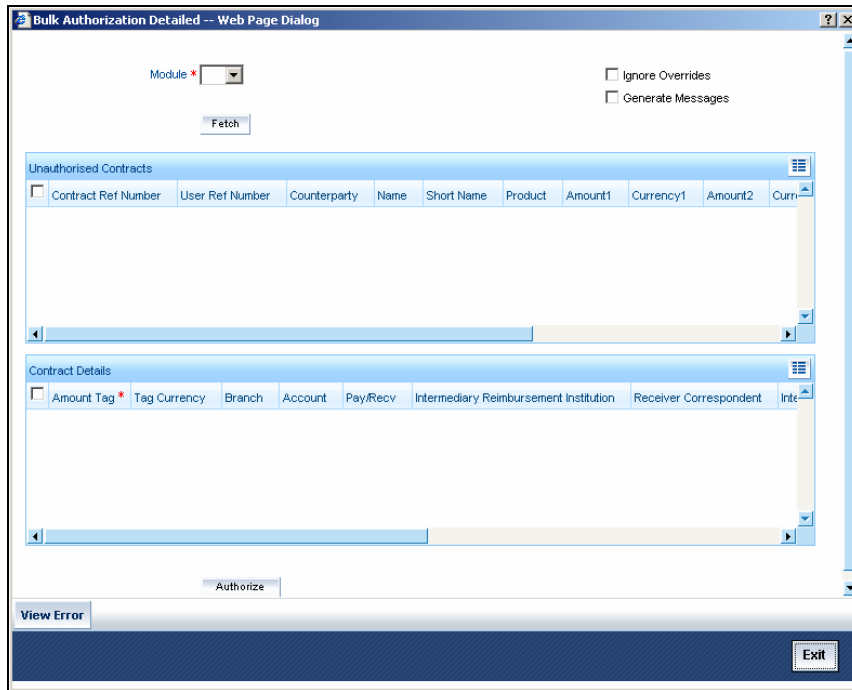 Bulk Authorization Detailed -- Web Page Dialog
Module *
Ignore Overrides
Generate Messages
Fetch
Unauthorised Contracts
Contract Ref Number User Ref Number Counterparty Name Short Name Product Amount1 Currency1 Amount2 Curr
Contract Details
Amount Tag * Tag Currency Branch Account Pay/Recv Intermediary Reimbursement Institution Receiver Correspondent Inte
Authorize
View Error
Exit